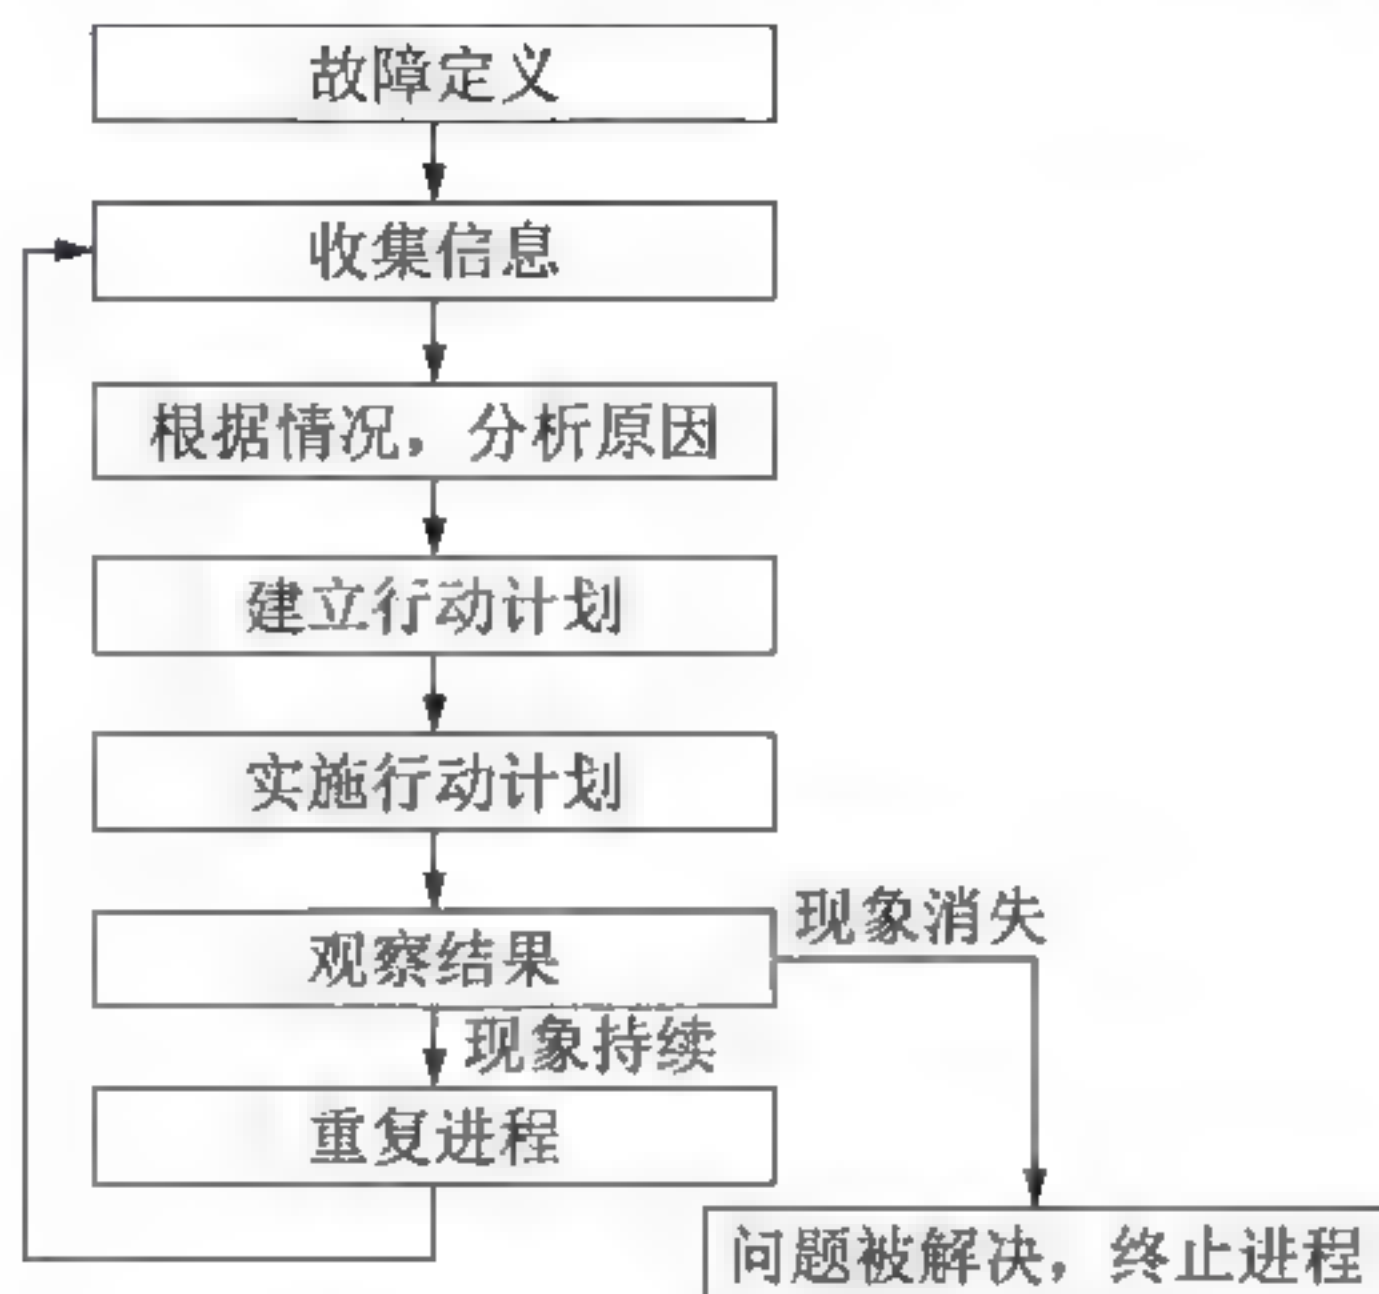 故障定义
收集信息
根据情况，分析原因
建立行动计划
实施行动计划
观察结果
现象消失
现象持续
重复进程
问题被解决，终止进程